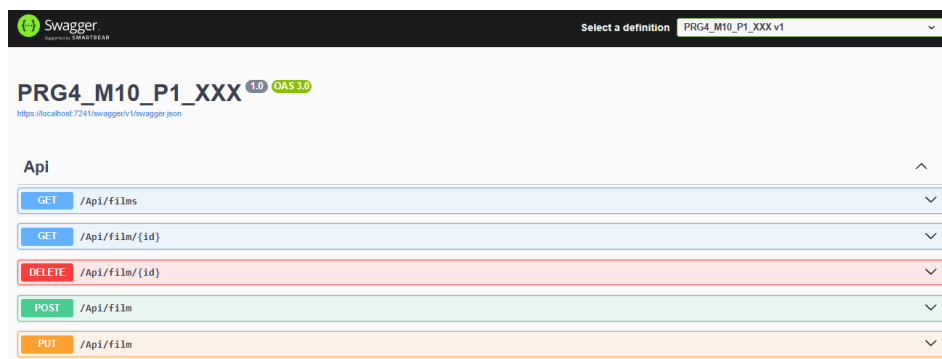 Swagger.
Supported by SMARTBEAR
Select a definition
PRG4_M10_P1_XXX v1
PRG4_M10_P1_XXX 1.0 OAS 3.0
https://localhost:7241/swagger/v1/swagger.json
Api
GET /Api/films
GET /Api/film/{id}
DELETE /Api/film/{id}
POST /Api/film
PUT /Api/film